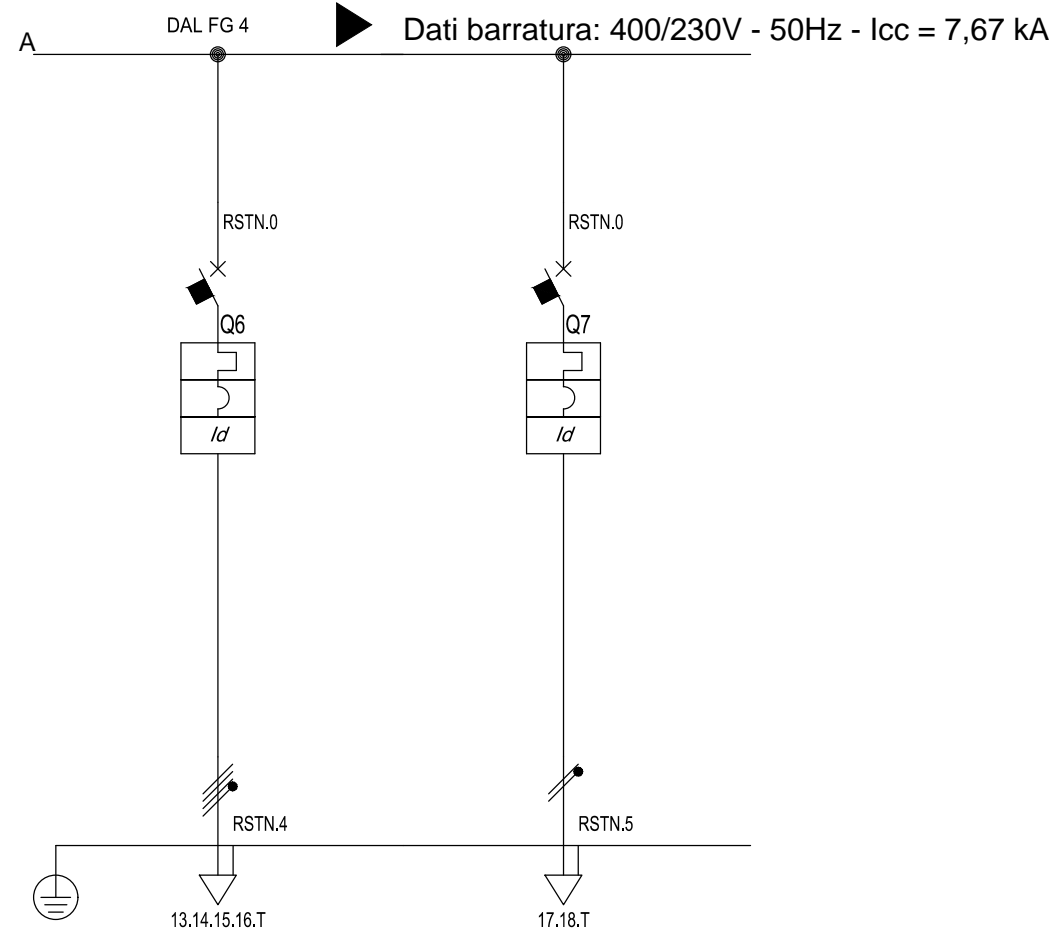 DAL FG 4
Dati barratura: 400/230V - 50Hz - Icc = 7,67 kA
A
RSTN.0
RSTN.0
Q6
Q7
Id
Id
RSTN.4
RSTN.5
13.14.15.16.T
17.18.T